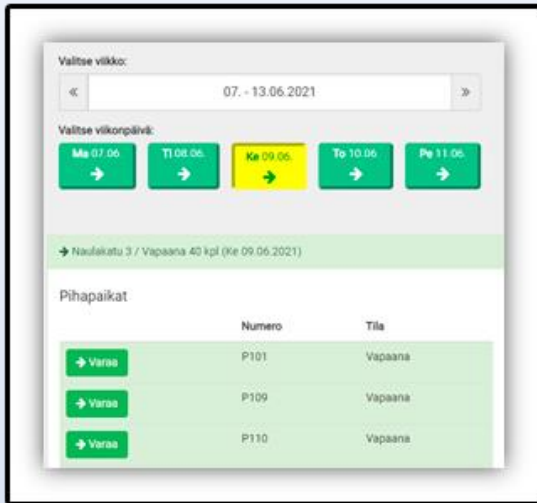 Valitse viikko:
« 07. - 13.06.2021 »
Valitse viikonpäivä:
Ma 07.06 TI 08.06. Ke 09.06. To 10.06 Pe 11.06.
→ → → → →
→ Naulakatu 3 / Vapaana 40 kpl (Ke 09.06.2021)
Pihapaikat
Numero Tila
→ Varaa P101 Vapaana
→ Varaa P109 Vapaana
→ Varaa P110 Vapaana